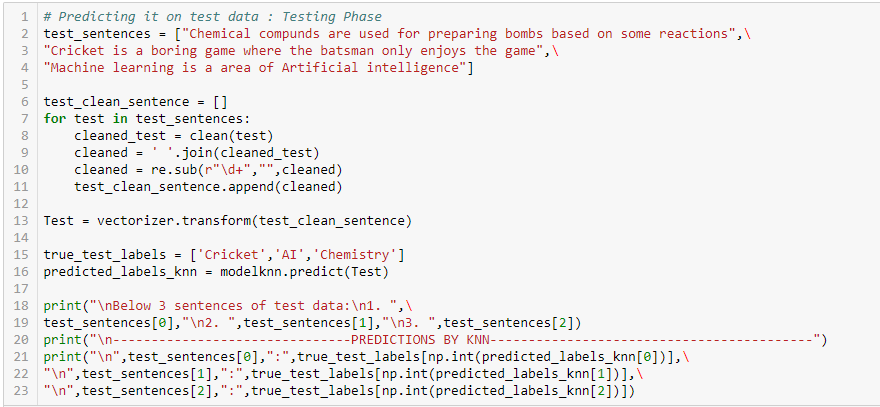 1 # Predicting it on test data : Testing Phase
2 test_sentences = ["Chemical compunds are used for preparing bombs based on some reactions",\
3 "Cricket is a boring game where the batsman only enjoys the game",\
4 "Machine learning is a area of Artificial intelligence"]
5
6 test_clean_sentence = []
7 for test in test_sentences:
8     cleaned_test = clean(test)
9     cleaned = ' '.join(cleaned_test)
10     cleaned = re.sub(r"\d+","",cleaned)
11     test_clean_sentence.append(cleaned)
12
13 Test = vectorizer.transform(test_clean_sentence)
14
15 true_test_labels = ['Cricket','AI','Chemistry']
16 predicted_labels_knn = modelknn.predict(Test)
17
18 print("\nBelow 3 sentences of test data:\n1. ",\
19 test_sentences[0],"\n2. ",test_sentences[1],"\n3. ",test_sentences[2])
20 print("\n------------------------------PREDICTIONS BY KNN-----------------------------------------")
21 print("\n",test_sentences[0],":",true_test_labels[np.int(predicted_labels_knn[0])],\
22 "\n",test_sentences[1],":",true_test_labels[np.int(predicted_labels_knn[1])],\
23 "\n",test_sentences[2],":",true_test_labels[np.int(predicted_labels_knn[2])])